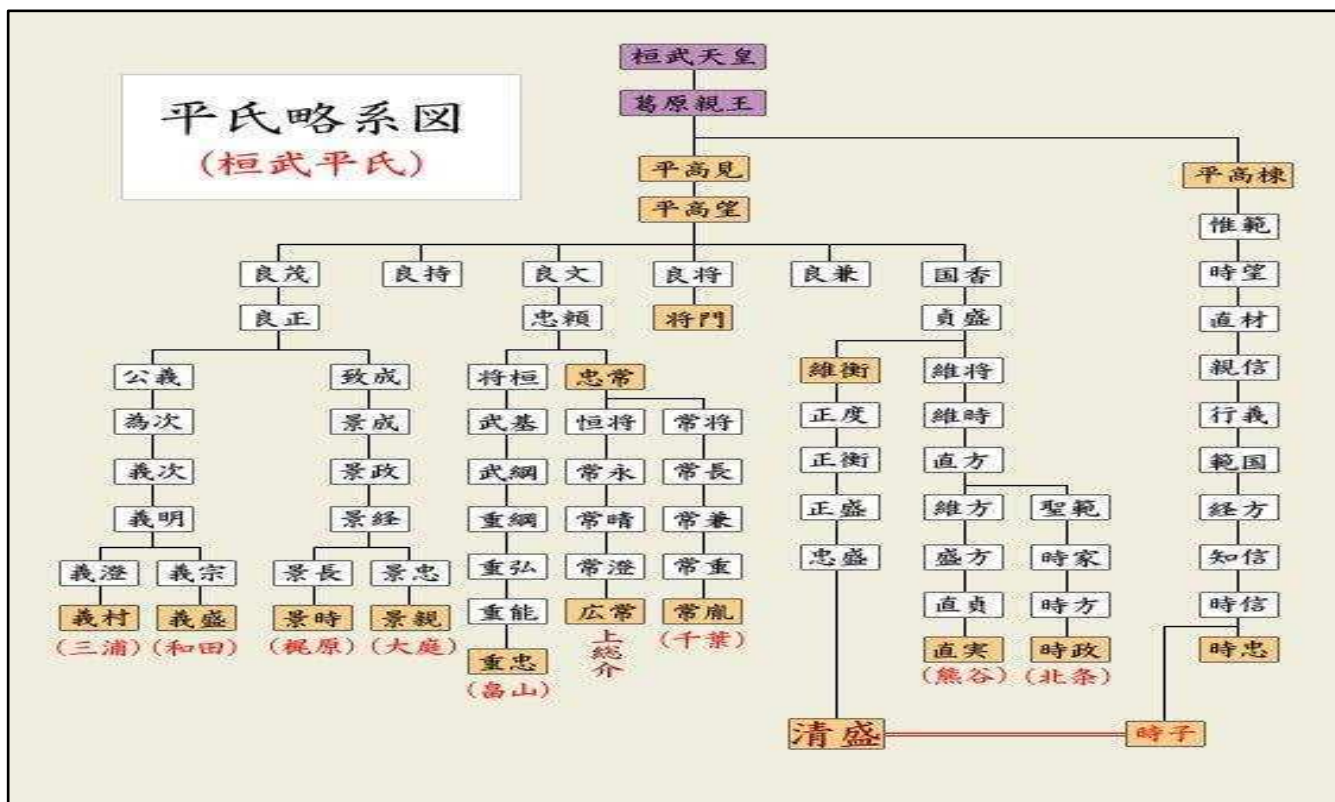 平氏略系図
(桓武平氏)
桓武天皇
葛原親王
平高見 平高棟
平高望
惟範
良茂 良持 良文 良将 良兼 国香 時望
良正 忠頼 将門 貞盛 直材
公義 致成 将桓 忠常 維衡 維将 親信
為次 景成 武基 恒将 常将 正度 維時 行義
義次 景政 武綱 常永 常長 正衡 直方 範国
義明 景経 重綱 常晴 常兼 正盛 維方 聖範 経方
義澄 義宗 景長 景忠 重弘 常澄 常重 忠盛 盛方 時家 知信
義村 義盛 景時 景親 重能 広常 常胤 直貞 時方 時信
(三浦) (和田) (梶原) (大庭) 上総介 (千葉)
重忠 直実 時政 時忠
(畠山) (熊谷) (北条)
清盛 時子